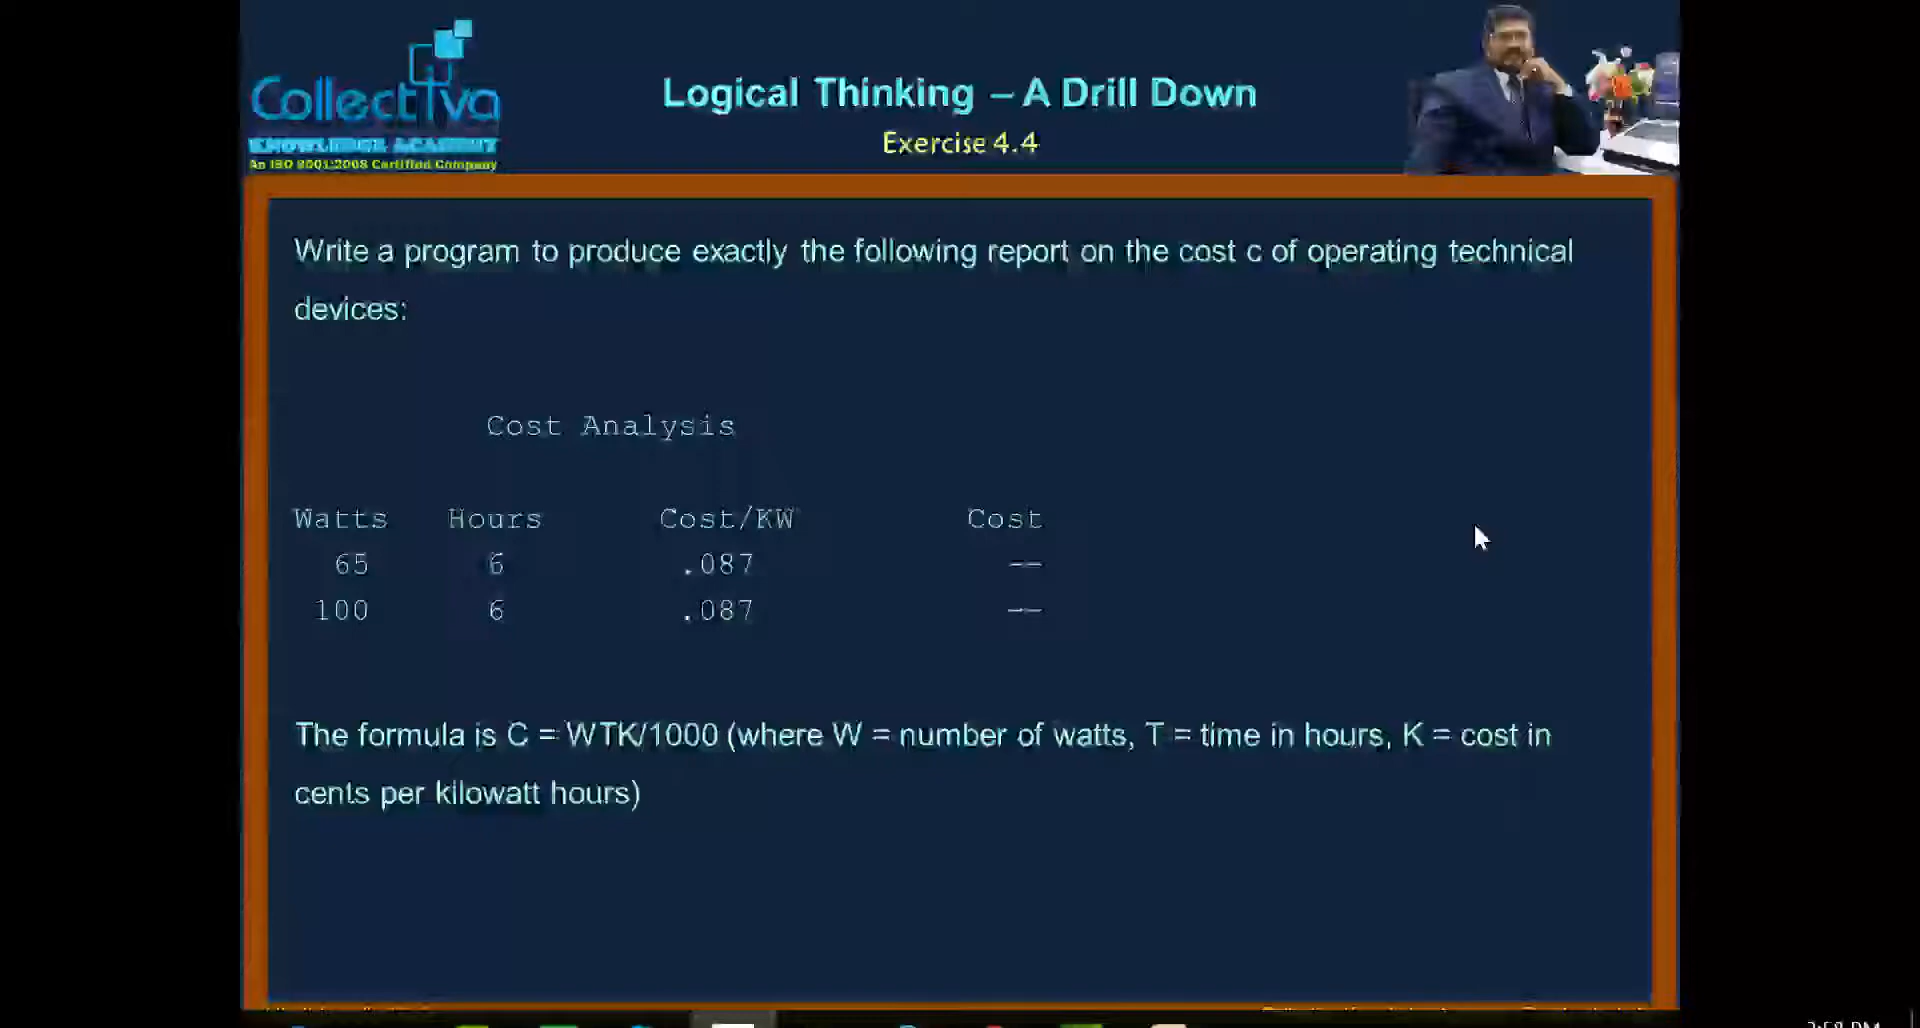 Collectiva
KNOWLEDGE ACADEMY
An ISO 9001:2008 Certified Company
Logical Thinking – A Drill Down
Exercise 4.4
Write a program to produce exactly the following report on the cost c of operating technical
devices:
Cost Analysis
Watts Hours Cost/KW Cost
65 6 .087 --
100 6 .087 --
The formula is C = WTK/1000 (where W = number of watts, T = time in hours, K = cost in
cents per kilowatt hours)